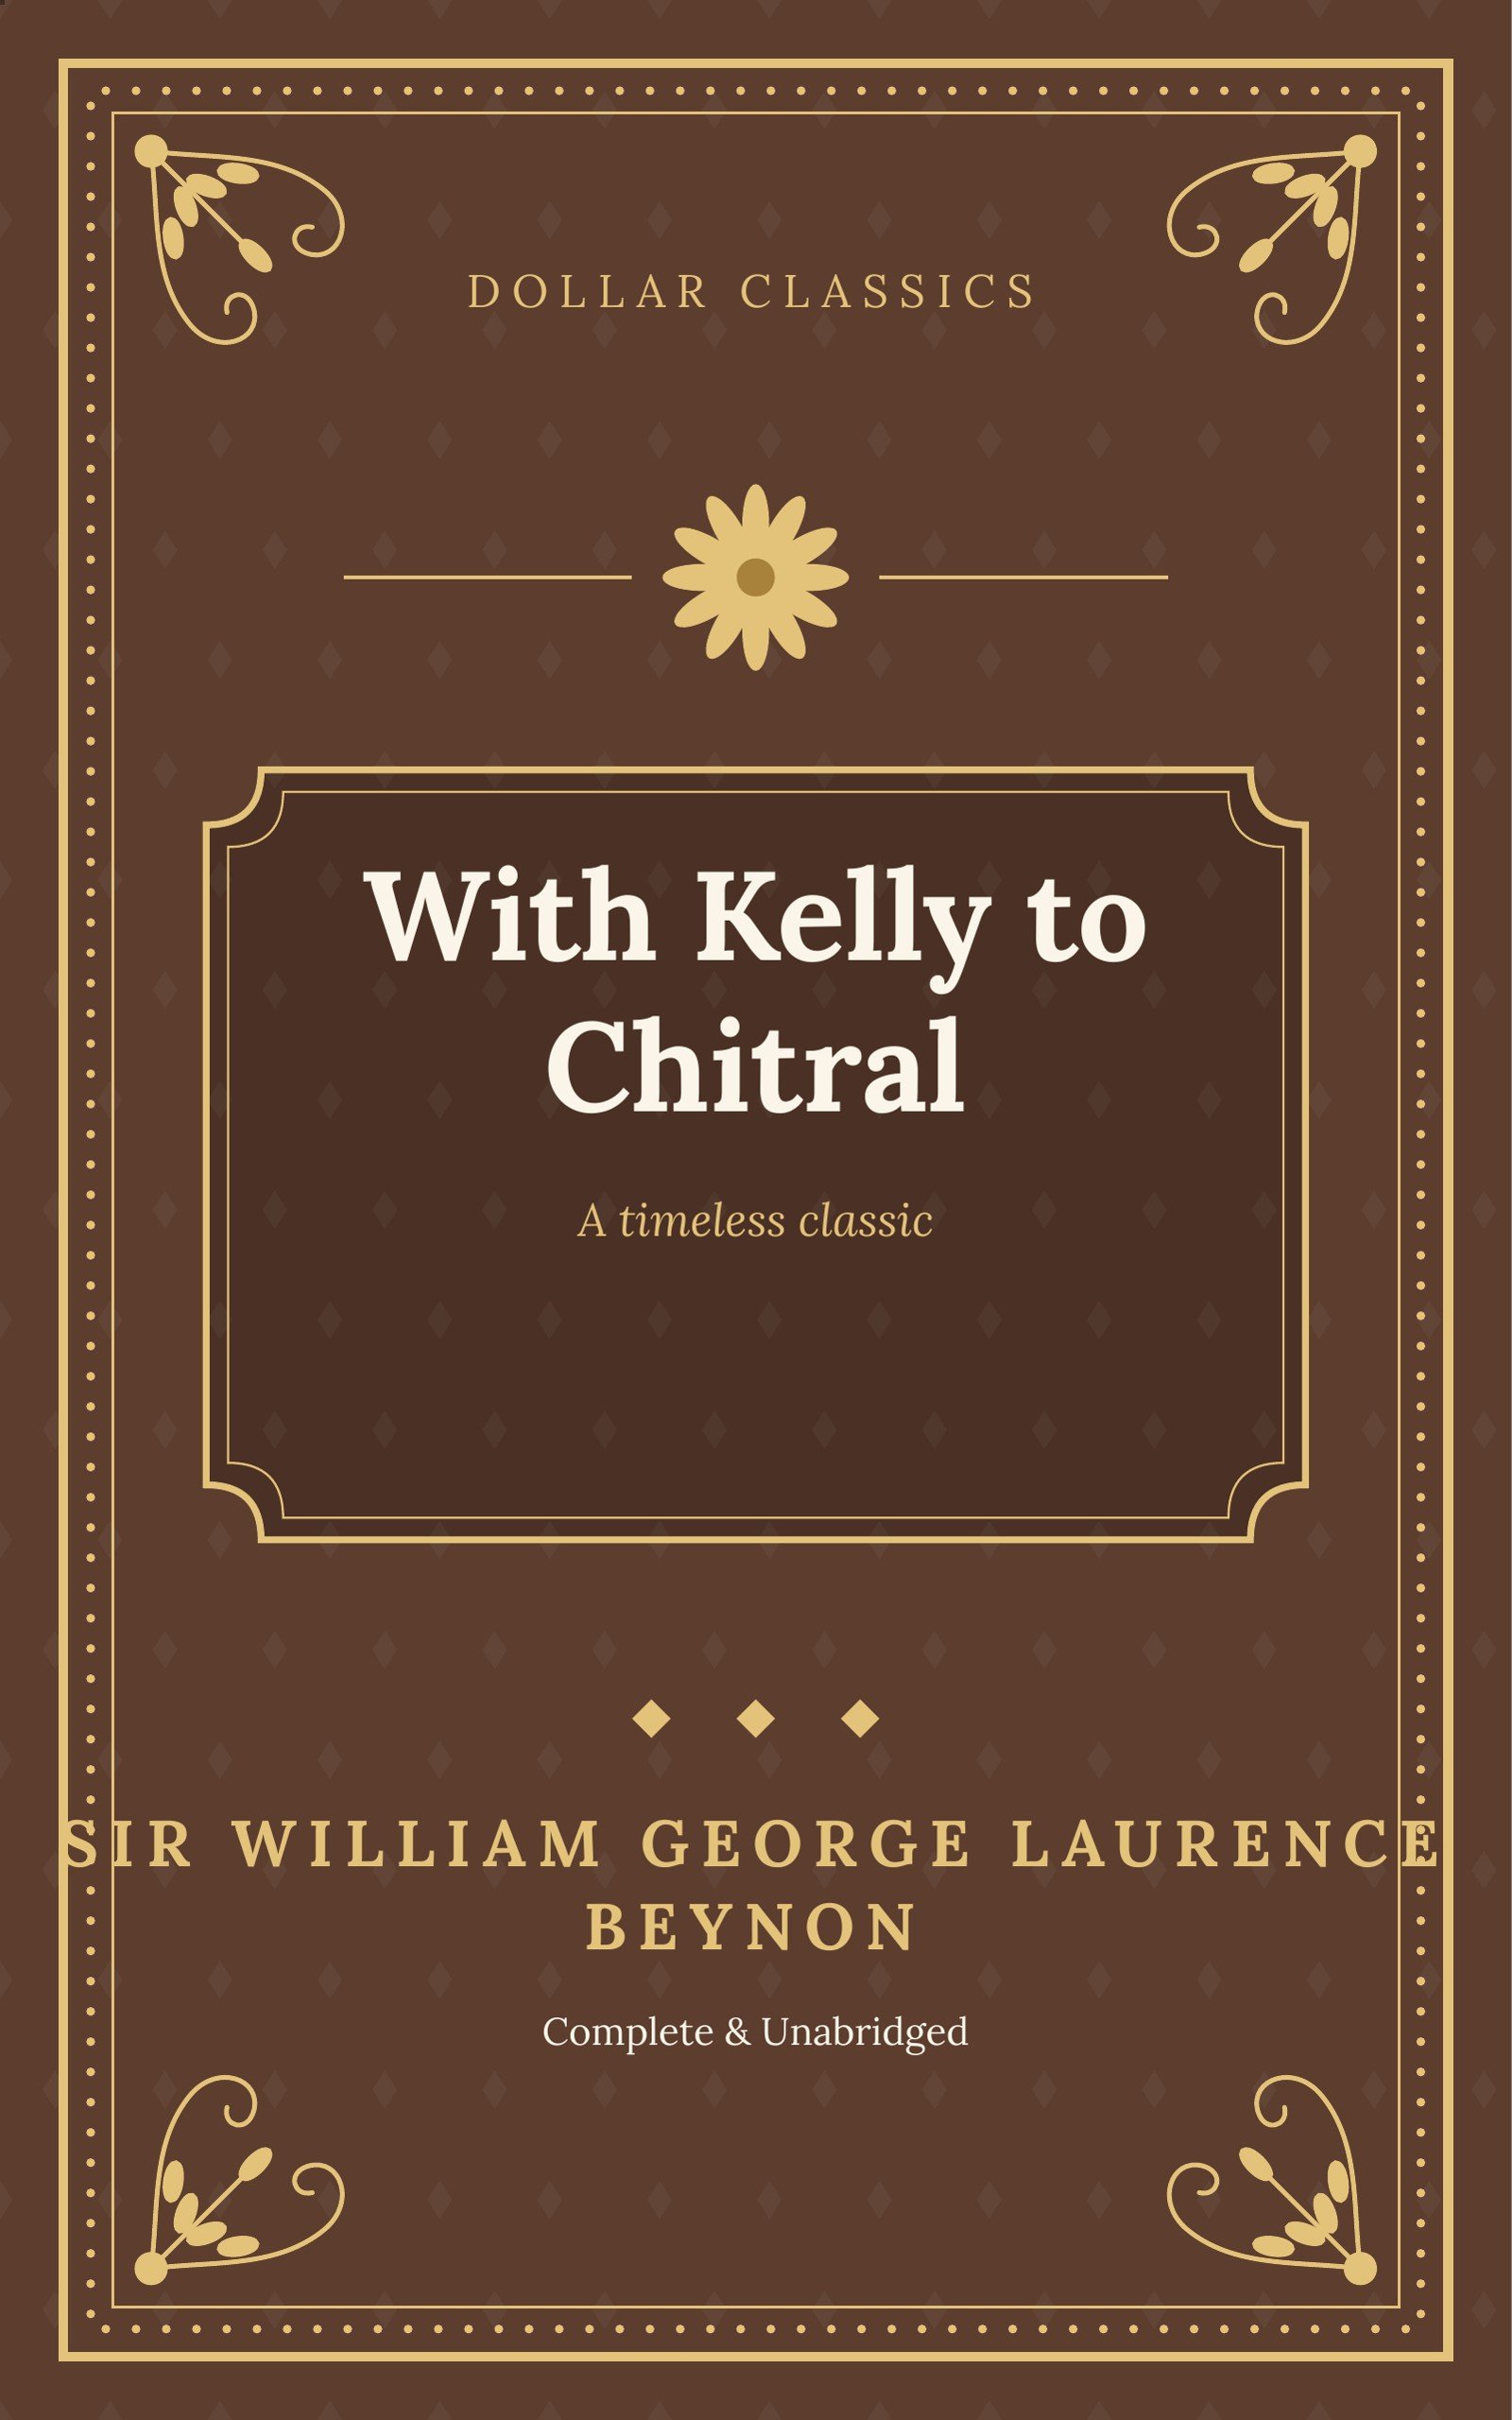 DOLLAR CLASSICS
With Kelly to
Chitral
A timeless classic
SIR WILLIAM GEORGE LAURENCE
BEYNON
Complete & Unabridged